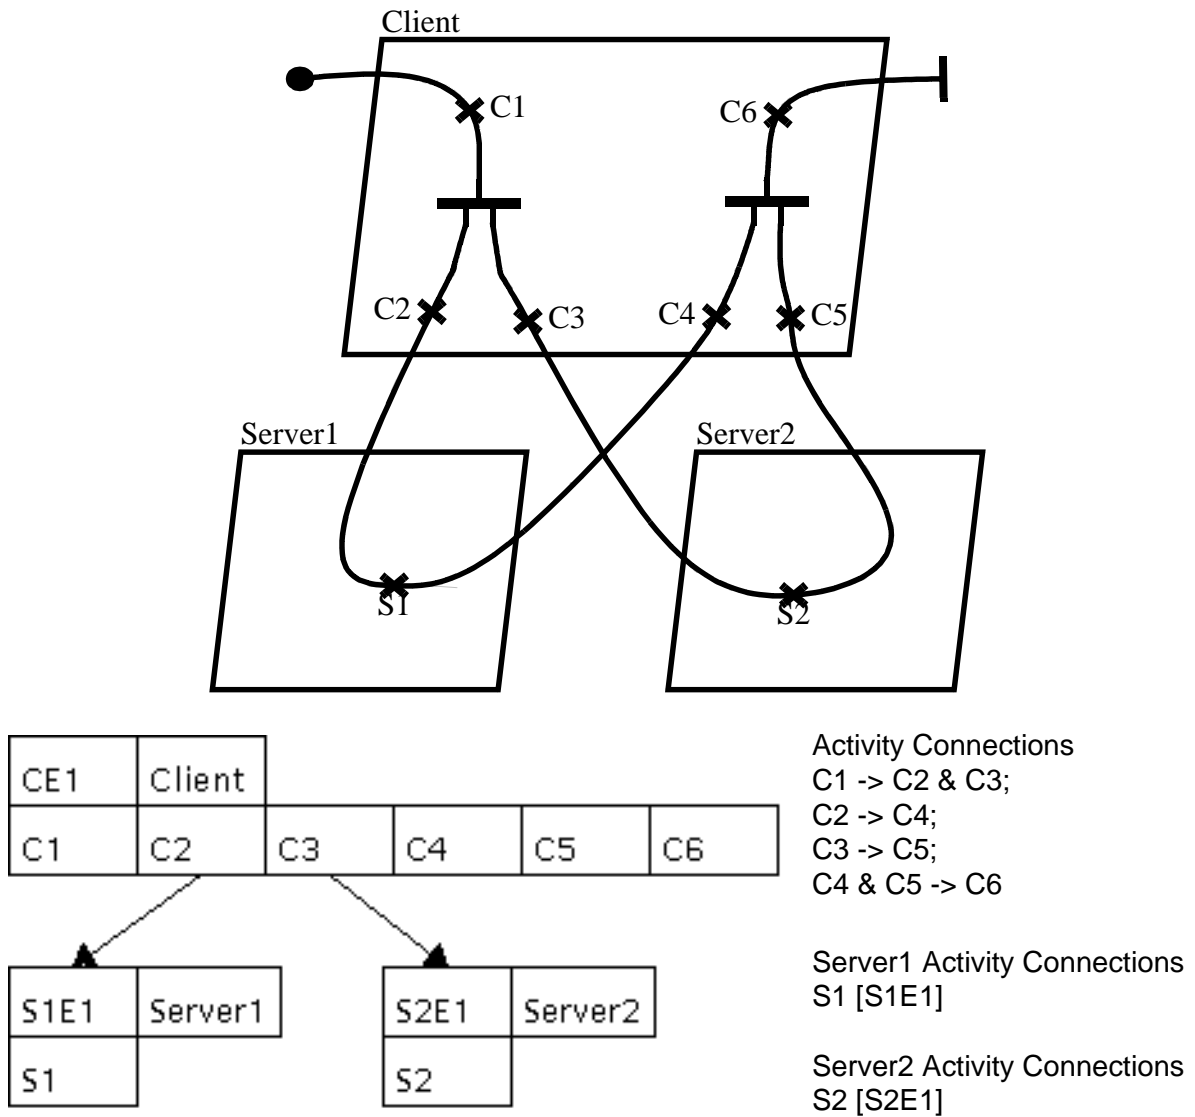 Client
C1
C6
C2
C3
C4
C5
Server1
Server2
S1
S2
CE1 Client
C1 C2 C3 C4 C5 C6
S1E1 Server1
S1
S2E1 Server2
S2
Activity Connections
C1 -> C2 & C3;
C2 -> C4;
C3 -> C5;
C4 & C5 -> C6
Server1 Activity Connections
S1 [S1E1]
Server2 Activity Connections
S2 [S2E1]